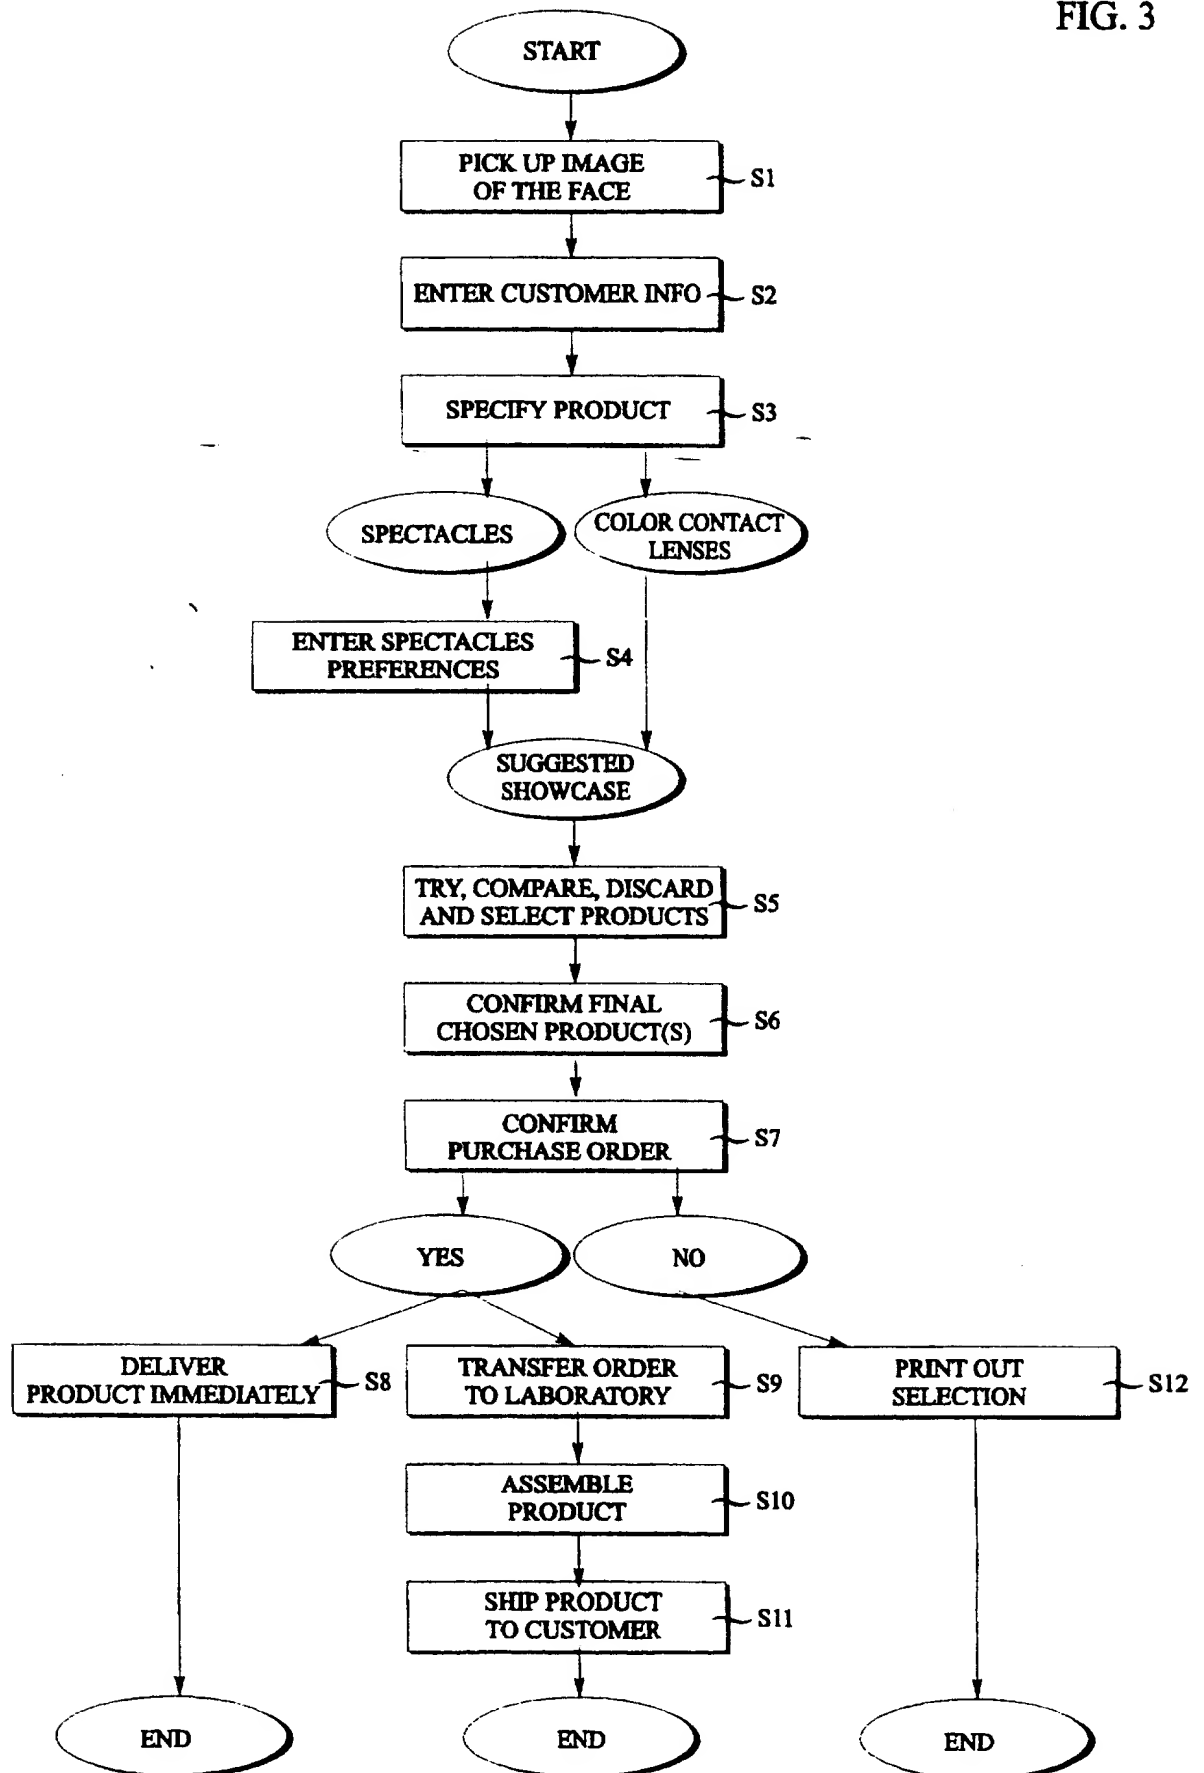 FIG. 3
START
PICK UP IMAGE
OF THE FACE
S1
ENTER CUSTOMER INFO
S2
SPECIFY PRODUCT
S3
SPECTACLES
COLOR CONTACT
LENSES
ENTER SPECTACLES
PREFERENCES
S4
SUGGESTED
SHOWCASE
TRY, COMPARE, DISCARD
AND SELECT PRODUCTS
S5
CONFIRM FINAL
CHOSEN PRODUCT(S)
S6
CONFIRM
PURCHASE ORDER
S7
YES
NO
DELIVER
PRODUCT IMMEDIATELY
S8
TRANSFER ORDER
TO LABORATORY
S9
PRINT OUT
SELECTION
S12
ASSEMBLE
PRODUCT
S10
SHIP PRODUCT
TO CUSTOMER
S11
END
END
END